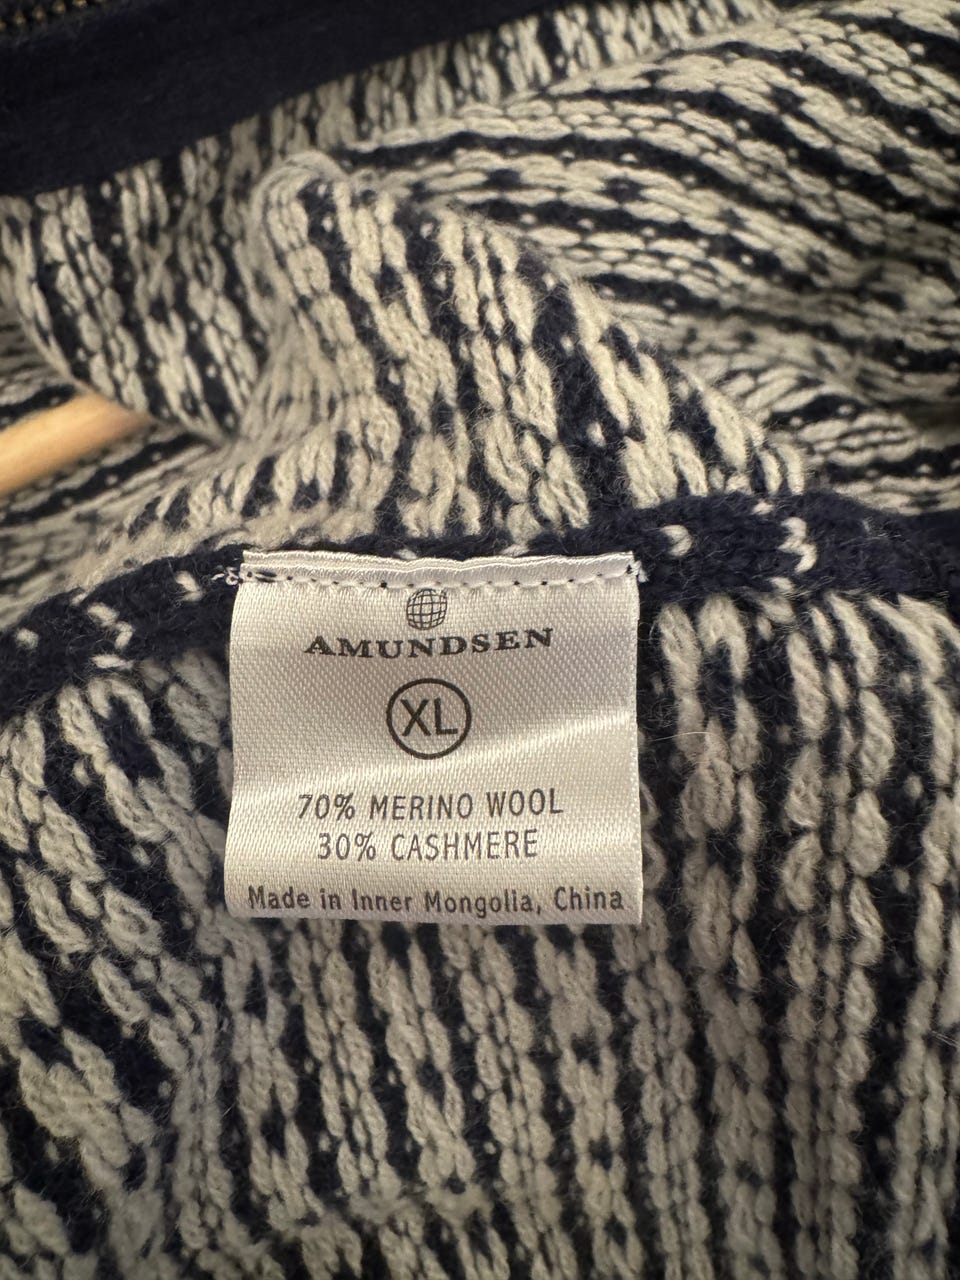 AMUNDSEN
XL
70% MERINO WOOL
30% CASHMERE
Made in Inner Mongolia, China